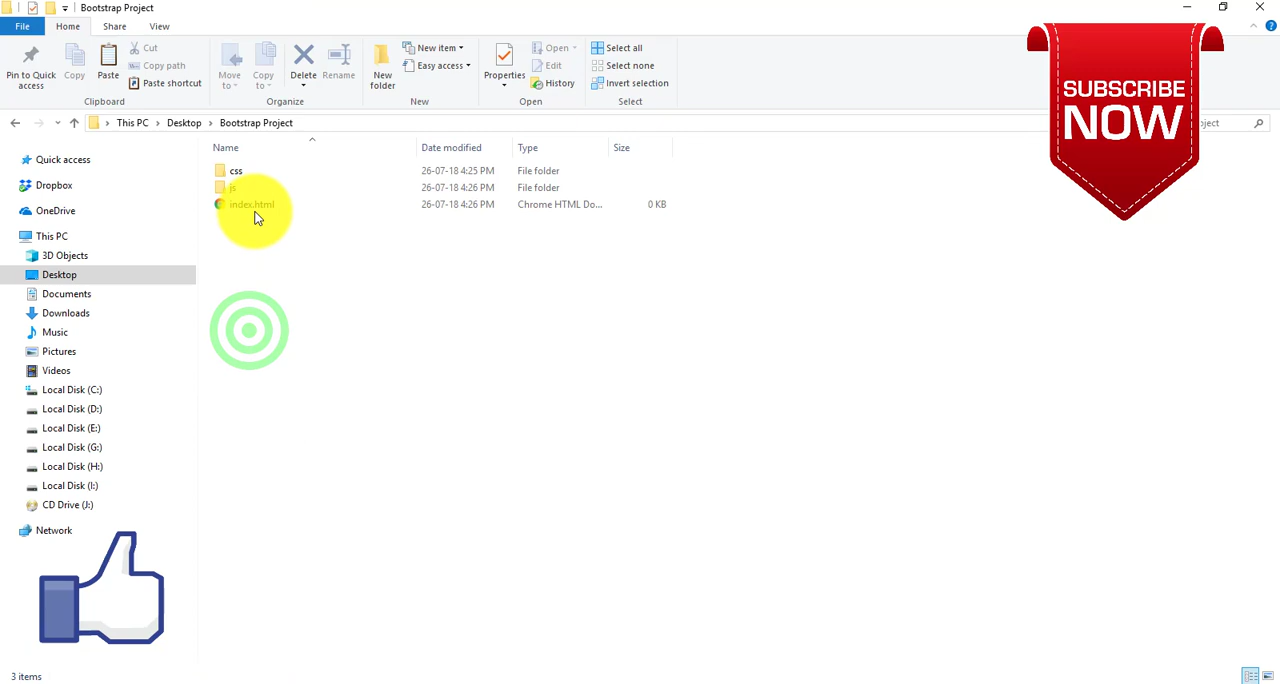 Bootstrap Project
File Home Share View
Pin to Quick access
Copy
Paste
Cut
Copy path
Paste shortcut
Clipboard
Move to
Copy to
Delete
Rename
Organize
New folder
New item
Easy access
New
Properties
Open
Edit
History
Open
Select all
Select none
Invert selection
Select
SUBSCRIBE
NOW
This PC Desktop Bootstrap Project
Name Date modified Type Size
css 26-07-18 4:25 PM File folder
js 26-07-18 4:26 PM File folder
index.html 26-07-18 4:26 PM Chrome HTML Do... 0 KB
Quick access
Dropbox
OneDrive
This PC
3D Objects
Desktop
Documents
Downloads
Music
Pictures
Videos
Local Disk (C:)
Local Disk (D:)
Local Disk (E:)
Local Disk (G:)
Local Disk (H:)
Local Disk (I:)
CD Drive (J:)
Network
3 items